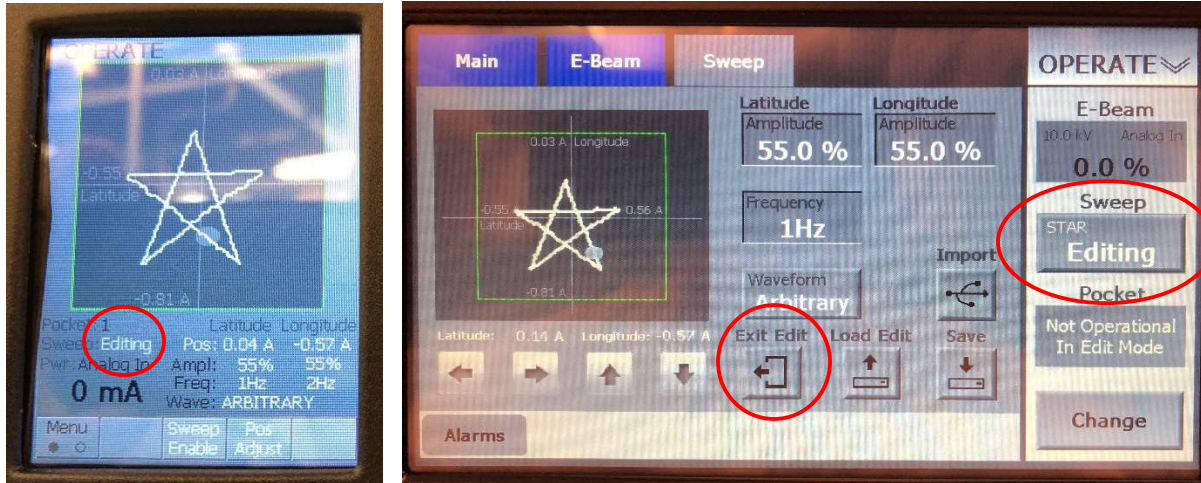 OPERATE
0.03 A Longitude
-0.55
Latitude
-0.81 A
Pocket: 1
Latitude Longitude
Sweep: Editing Pos: 0.04 A -0.57 A
Pwr: Analog In Ampl: 55% 55%
0 mA Freq: 1Hz 2Hz
Wave: ARBITRARY
Menu
Sweep Enable
Pos Adjust
Main E-Beam Sweep
OPERATE
Latitude Longitude
Amplitude Amplitude
55.0 % 55.0 %
0.03 A Longitude
-0.55 0.56 A
Latitude
-0.81 A
Frequency
1Hz
Waveform
Arbitrary
Import
Latitude: 0.14 A Longitude: -0.57 A
Exit Edit Load Edit Save
Alarms
E-Beam
10.0 kV Analog In
0.0 %
Sweep
STAR
Editing
Pocket
Not Operational
In Edit Mode
Change